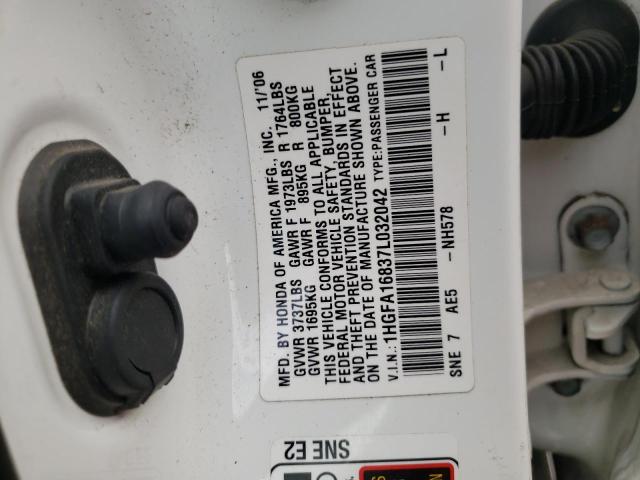 MFD. BY HONDA OF AMERICA MFG., INC. 11/'06
GVWR 3737LBS GAWR F 1973LBS R 1764LBS
GVWR 1695KG GAWR F 895KG R 800KG
THIS VEHICLE CONFORMS TO ALL APPLICABLE
FEDERAL MOTOR VEHICLE SAFETY, BUMPER,
AND THEFT PREVENTION STANDARDS IN EFFECT
ON THE DATE OF MANUFACTURE SHOWN ABOVE.
V.I.N.:1HGFA16837L032042 TYPE:PASSENGER CAR
SNE 7 AE5 -NH578 -H -L
SNE E2